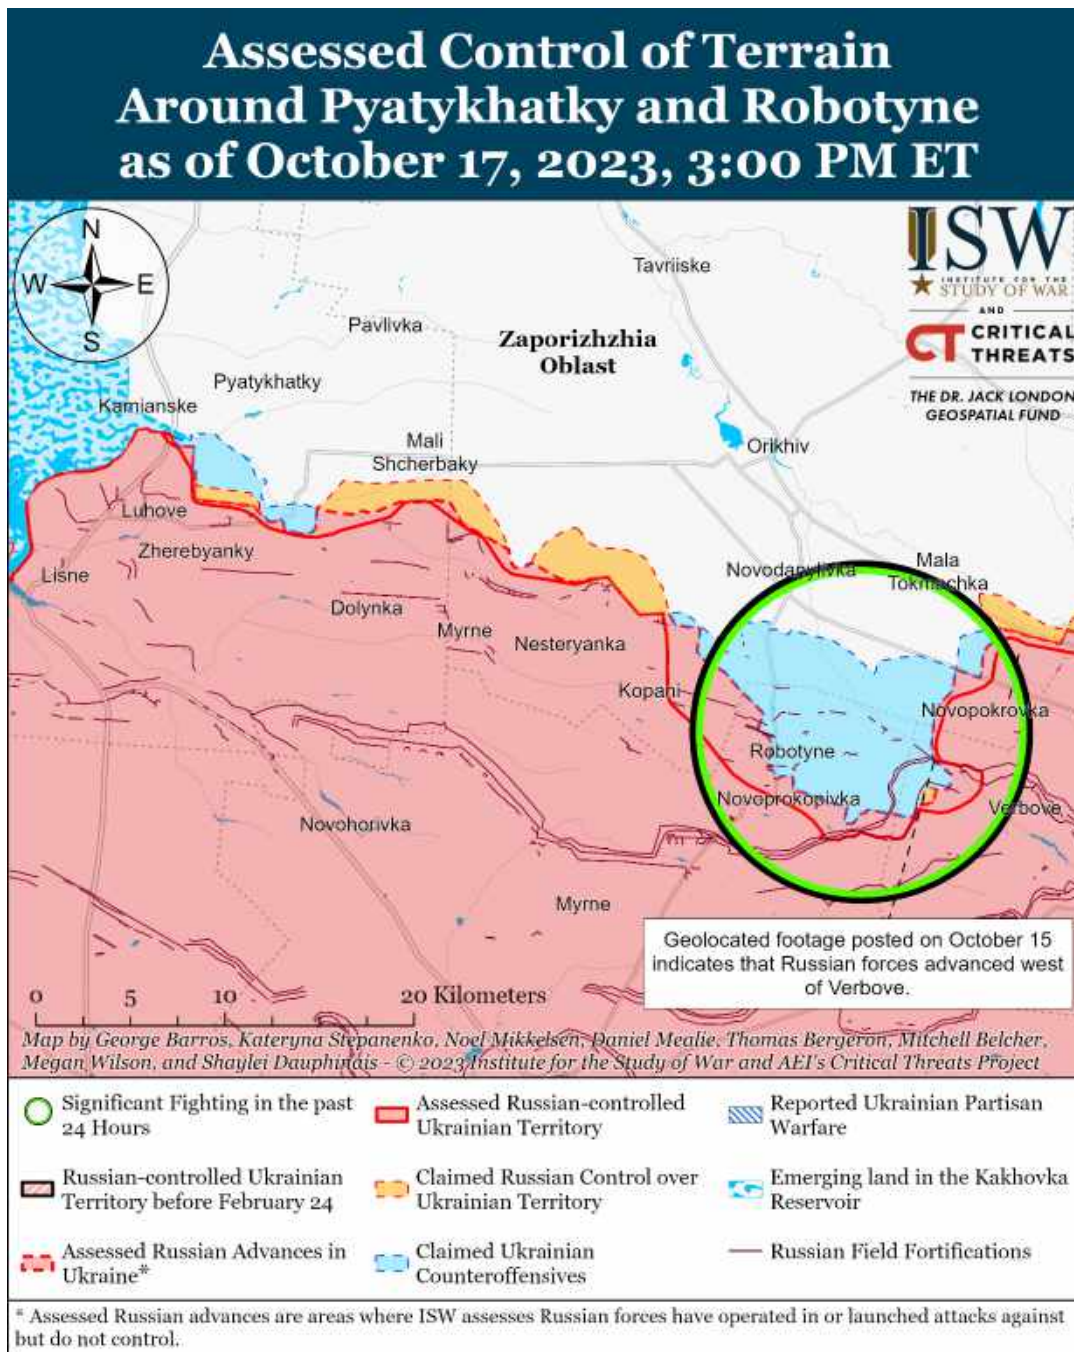 Assessed Control of Terrain
Around Pyatykhatky and Robotyne
as of October 17, 2023, 3:00 PM ET
N
W
E
S
ISW
INSTITUTE FOR THE
STUDY OF WAR
AND
CT CRITICAL
THREATS
THE DR. JACK LONDON
GEOSPATIAL FUND
Tavriiske
Pavlivka
Zaporizhzhia
Oblast
Pyatykhatky
Kamianske
Mali
Shcherbaky
Orikhiv
Luhove
Zherebyanky
Lisne
Novodanylivka
Mala
Tokmachka
Dolynka
Myrne
Nesteryanka
Kopani
Novopokrovka
Robotyne
Novoprokopivka
Verbove
Novohorivka
Myrne
Geolocated footage posted on October 15
indicates that Russian forces advanced west
of Verbove.
0 5 10 20 Kilometers
Map by George Barros, Kateryna Stepanenko, Noel Mikkelsen, Daniel Mealie, Thomas Bergeron, Mitchell Belcher,
Megan Wilson, and Shaylei Dauphinais - © 2023 Institute for the Study of War and AEI's Critical Threats Project
Significant Fighting in the past
24 Hours
Assessed Russian-controlled
Ukrainian Territory
Reported Ukrainian Partisan
Warfare
Russian-controlled Ukrainian
Territory before February 24
Claimed Russian Control over
Ukrainian Territory
Emerging land in the Kakhovka
Reservoir
Assessed Russian Advances in
Ukraine*
Claimed Ukrainian
Counteroffensives
Russian Field Fortifications
* Assessed Russian advances are areas where ISW assesses Russian forces have operated in or launched attacks against
but do not control.